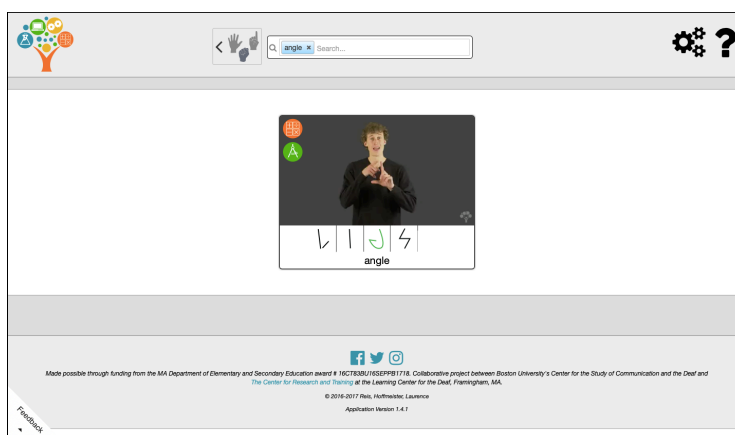 angle × Search...
angle
Made possible through funding from the MA Department of Elementary and Secondary Education award # 16CT83BU16SEPPB1718. Collaborative project between Boston University's Center for the Study of Communication and the Deaf and
The Center for Research and Training at the Learning Center for the Deaf, Framingham, MA.
© 2016-2017 Reis, Hoffmeister, Laurence
Application Version 1.4.1
Feedback